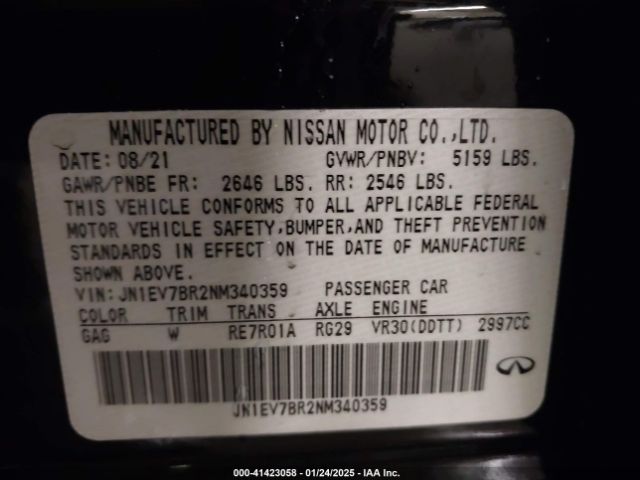 MANUFACTURED BY NISSAN MOTOR CO.,LTD.
DATE: 08/21 GVWR/PNBV: 5159 LBS.
GAWR/PNBE FR: 2646 LBS. RR: 2546 LBS.
THIS VEHICLE CONFORMS TO ALL APPLICABLE FEDERAL
MOTOR VEHICLE SAFETY,BUMPER,AND THEFT PREVENTION
STANDARDS IN EFFECT ON THE DATE OF MANUFACTURE
SHOWN ABOVE.
VIN: JN1EV7BR2NM340359 PASSENGER CAR
COLOR TRIM TRANS AXLE ENGINE
GAG W RE7R01A RG29 VR30(DDTT) 2997CC
JN1EV7BR2NM340359
000-41423058 - 01/24/2025 - IAA Inc.